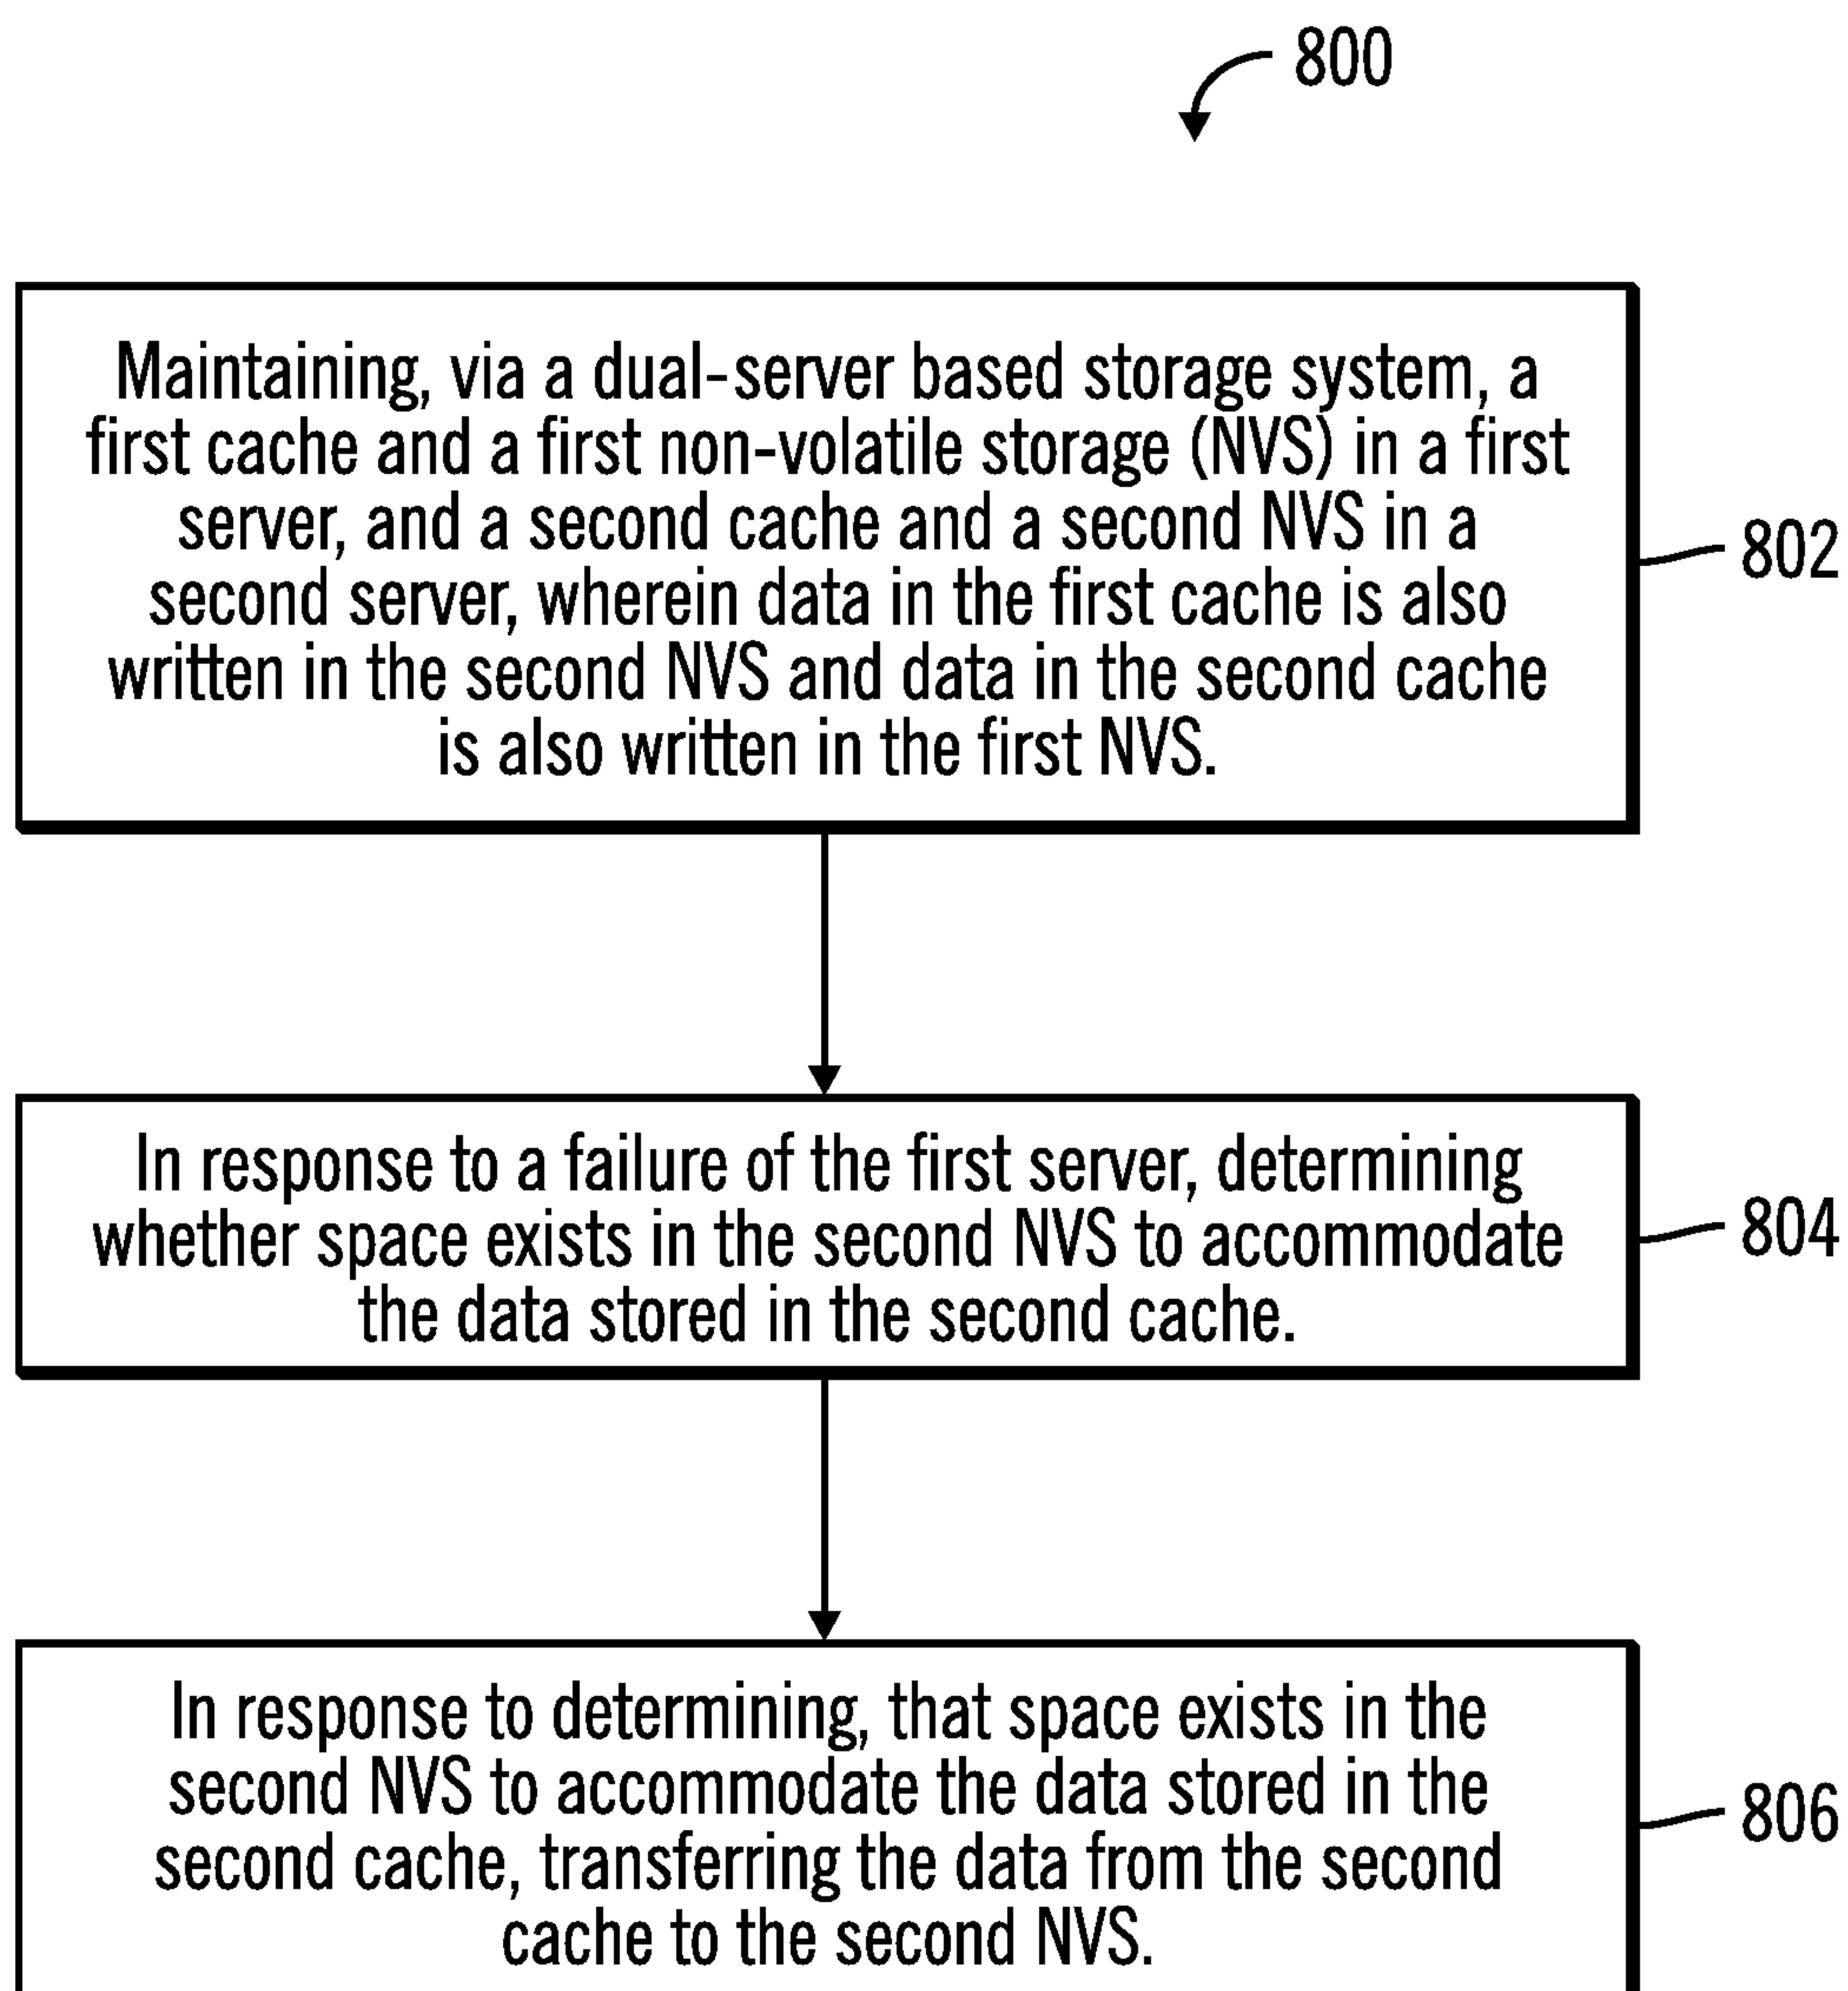 800
Maintaining, via a dual-server based storage system, a
first cache and a first non-volatile storage (NVS) in a first
server, and a second cache and a second NVS in a
second server, wherein data in the first cache is also
written in the second NVS and data in the second cache
is also written in the first NVS.
802
In response to a failure of the first server, determining
whether space exists in the second NVS to accommodate
the data stored in the second cache.
804
In response to determining, that space exists in the
second NVS to accommodate the data stored in the
second cache, transferring the data from the second
cache to the second NVS.
806